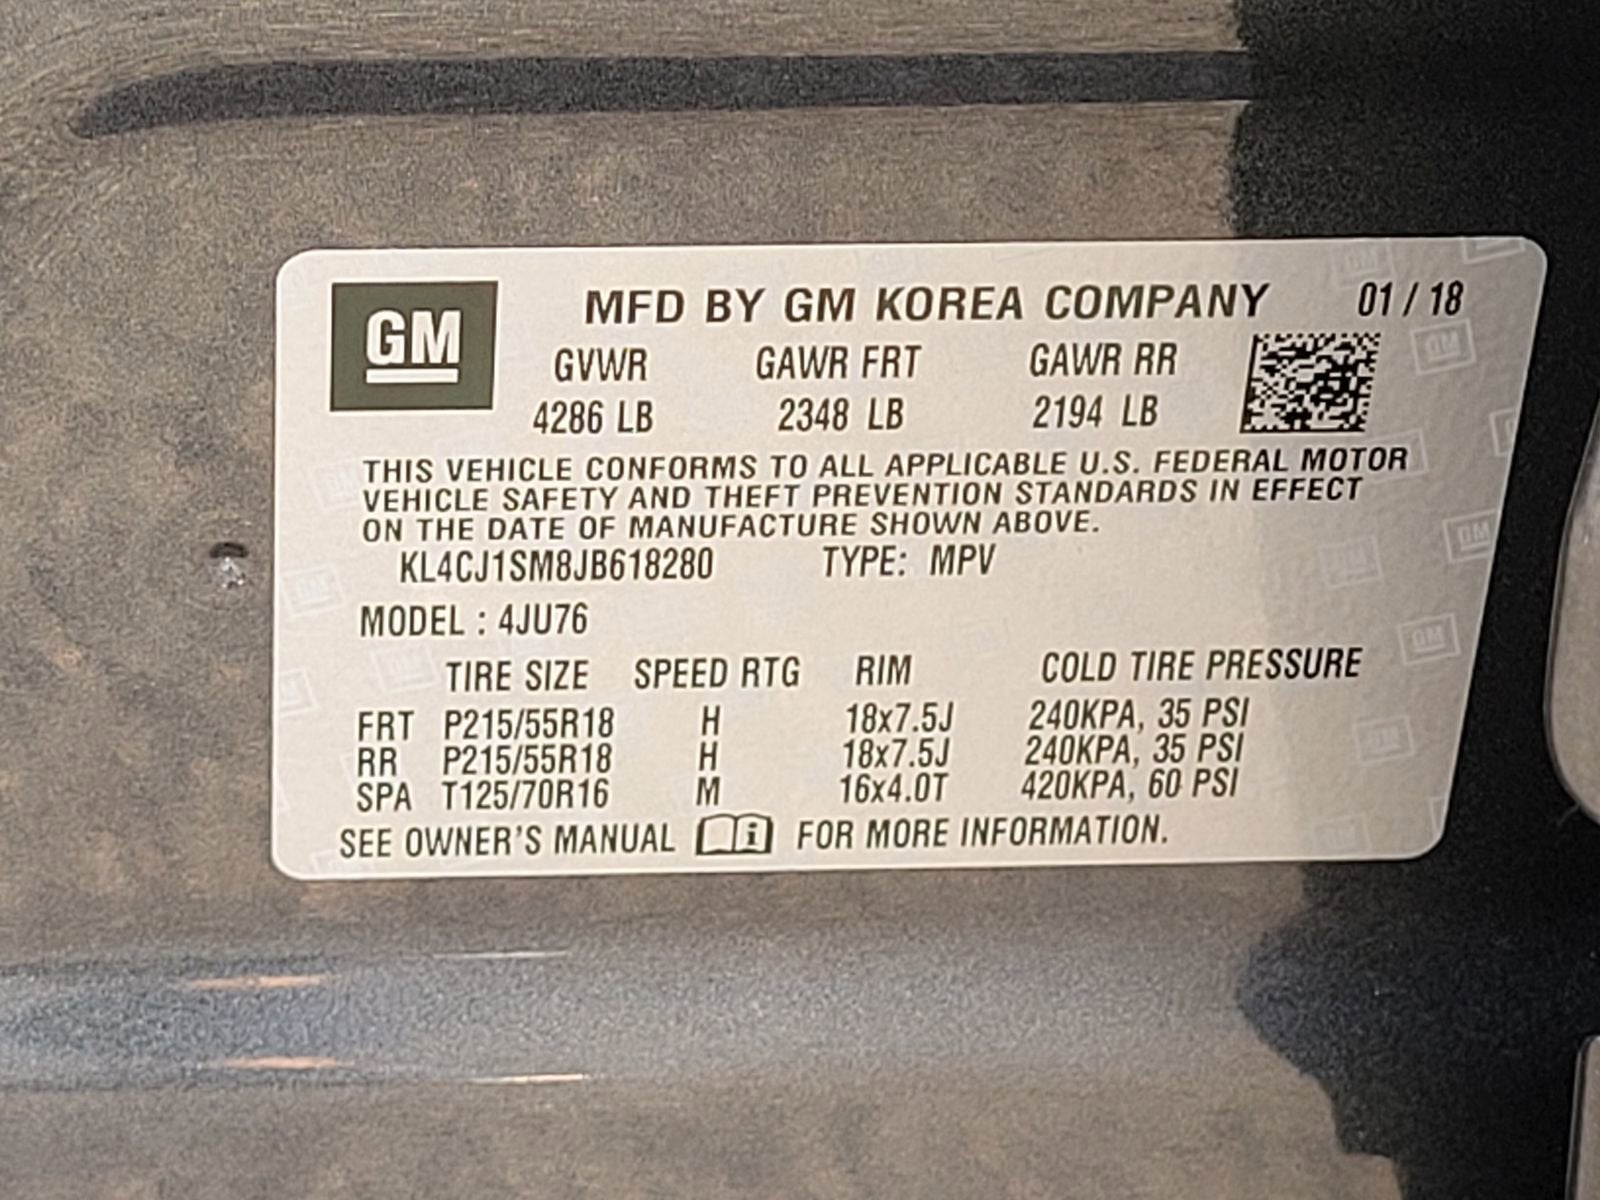 GM
MFD BY GM KOREA COMPANY 01 / 18
GVWR GAWR FRT GAWR RR
4286 LB 2348 LB 2194 LB
THIS VEHICLE CONFORMS TO ALL APPLICABLE U.S. FEDERAL MOTOR
VEHICLE SAFETY AND THEFT PREVENTION STANDARDS IN EFFECT
ON THE DATE OF MANUFACTURE SHOWN ABOVE.
KL4CJ1SM8JB618280 TYPE: MPV
MODEL : 4JU76
TIRE SIZE SPEED RTG RIM COLD TIRE PRESSURE
FRT P215/55R18 H 18x7.5J 240KPA, 35 PSI
RR P215/55R18 H 18x7.5J 240KPA, 35 PSI
SPA T125/70R16 M 16x4.0T 420KPA, 60 PSI
SEE OWNER'S MANUAL i FOR MORE INFORMATION.